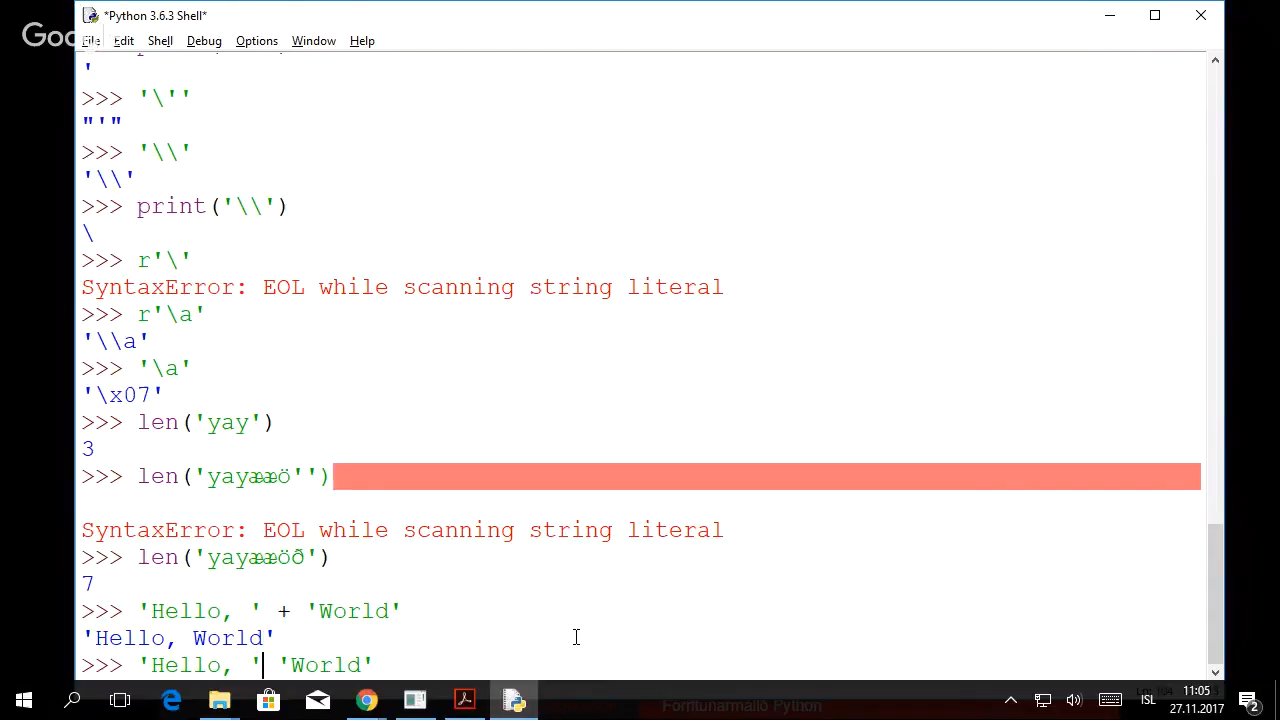 *Python 3.6.3 Shell*
File Edit Shell Debug Options Window Help
'
>>> '\''
"'"
>>> '\\'
'\\'
>>> print('\\')
\
>>> r'\'
SyntaxError: EOL while scanning string literal
>>> r'\a'
'\\a'
>>> '\a'
'\x07'
>>> len('yay')
3
>>> len('yayææö'')
SyntaxError: EOL while scanning string literal
>>> len('yayææöð')
7
>>> 'Hello, ' + 'World'
'Hello, World'
>>> 'Hello, ' 'World'
ISL
11:05
27.11.2017
2
Forritunarmálið Python